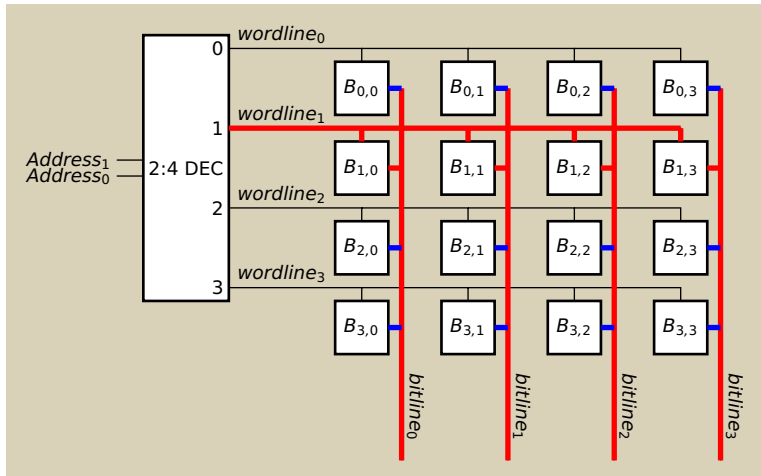 wordline₀
0
B₀,₀ B₀,₁ B₀,₂ B₀,₃
wordline₁
1
Address₁
Address₀
2:4 DEC
B₁,₀ B₁,₁ B₁,₂ B₁,₃
wordline₂
2
B₂,₀ B₂,₁ B₂,₂ B₂,₃
wordline₃
3
B₃,₀ B₃,₁ B₃,₂ B₃,₃
bitline₀
bitline₁
bitline₂
bitline₃